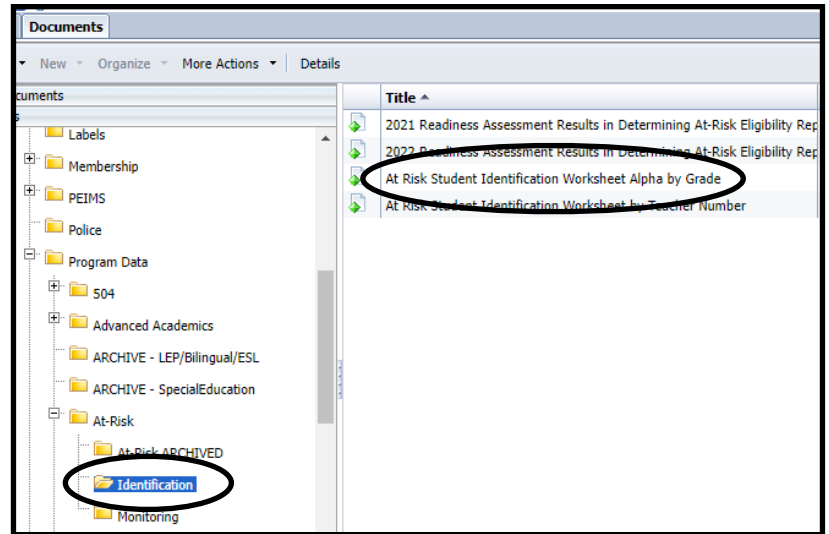 Documents
New Organize More Actions Details
cuments
s
Labels
Membership
PEIMS
Police
Program Data
504
Advanced Academics
ARCHIVE - LEP/Bilingual/ESL
ARCHIVE - SpecialEducation
At-Risk
At-Risk ARCHIVED
Identification
Monitoring
Title
2021 Readiness Assessment Results in Determining At-Risk Eligibility Rep
2022 Readiness Assessment Results in Determining At-Risk Eligibility Rep
At Risk Student Identification Worksheet Alpha by Grade
At Risk Student Identification Worksheet by Teacher Number